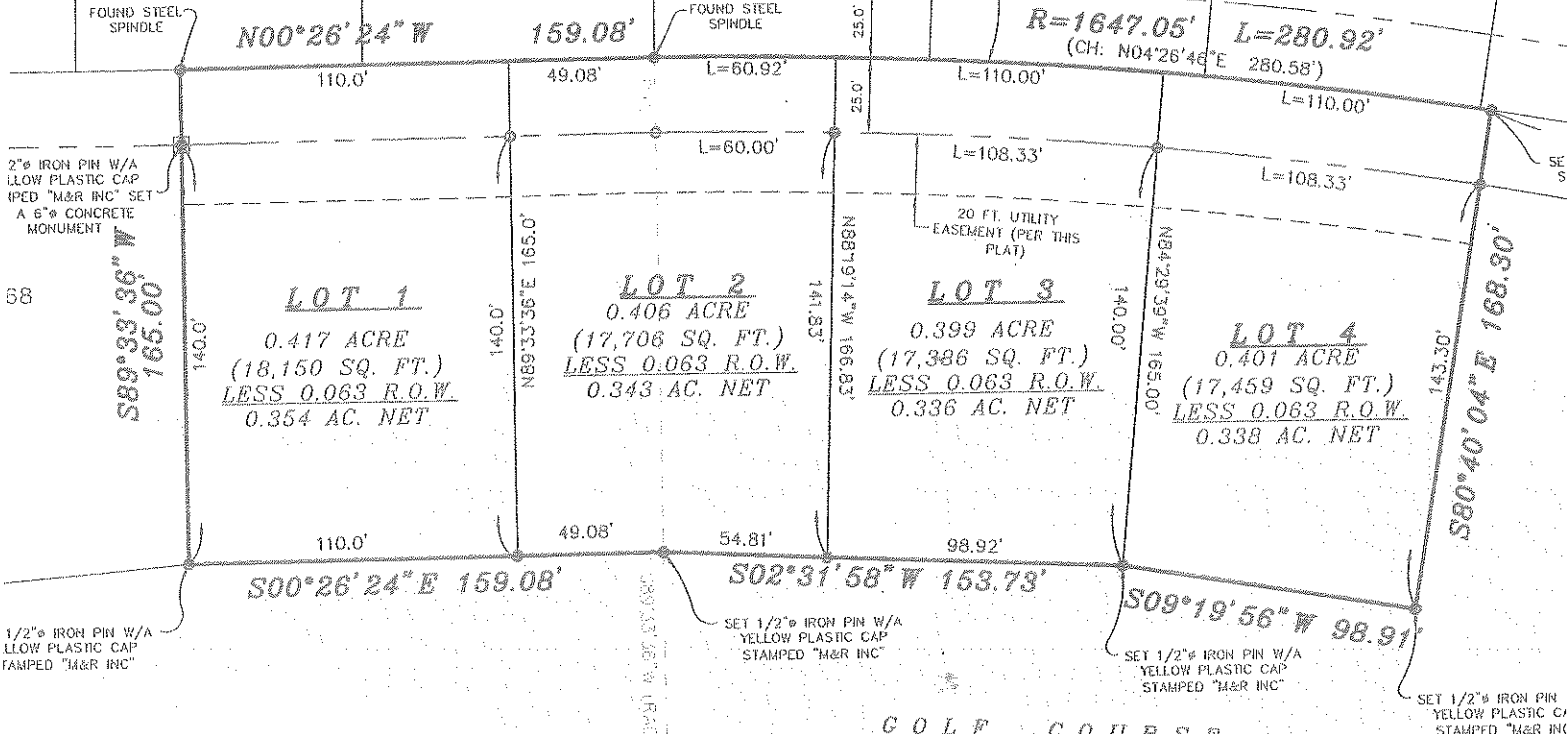 FOUND STEEL
SPINDLE
FOUND STEEL
SPINDLE
N00°26'24"W 159.08'
25.0'
R=1647.05' L=280.92'
(CH: N04°26'46"E 280.58')
110.0'
49.08'
L=60.92'
L=110.00'
L=110.00'
25.0'
L=60.00'
L=108.33'
L=108.33'
2"ø IRON PIN W/A
LLOW PLASTIC CAP
IPED "M&R INC" SET
A 6"ø CONCRETE
MONUMENT
SE
S
20 FT. UTILITY
EASEMENT (PER THIS
PLAT)
68
S89°33'36"W
165.00'
140.0'
LOT 1
0.417 ACRE
(18,150 SQ. FT.)
LESS 0.063 R.O.W.
0.354 AC. NET
140.0'
N89°33'36"E 165.0'
LOT 2
0.406 ACRE
(17,706 SQ. FT.)
LESS 0.063 R.O.W.
0.343 AC. NET
141.83'
N88°19'14"W 166.83'
LOT 3
0.399 ACRE
(17,386 SQ. FT.)
LESS 0.063 R.O.W.
0.336 AC. NET
140.00'
N84°29'39"W 165.00'
LOT 4
0.401 ACRE
(17,459 SQ. FT.)
LESS 0.063 R.O.W.
0.338 AC. NET
143.30'
S80°40'04"E 168.30'
110.0'
49.08'
54.81'
98.92'
S00°26'24"E 159.08'
S02°31'58"W 153.73'
S09°19'56"W 98.91'
1/2"ø IRON PIN W/A
LLOW PLASTIC CAP
TAMPED "M&R INC"
SET 1/2"ø IRON PIN W/A
YELLOW PLASTIC CAP
STAMPED "M&R INC"
SET 1/2"ø IRON PIN W/A
YELLOW PLASTIC CAP
STAMPED "M&R INC"
SET 1/2"ø IRON PIN
YELLOW PLASTIC CA
STAMPED "M&R INC
GOLF COURSE